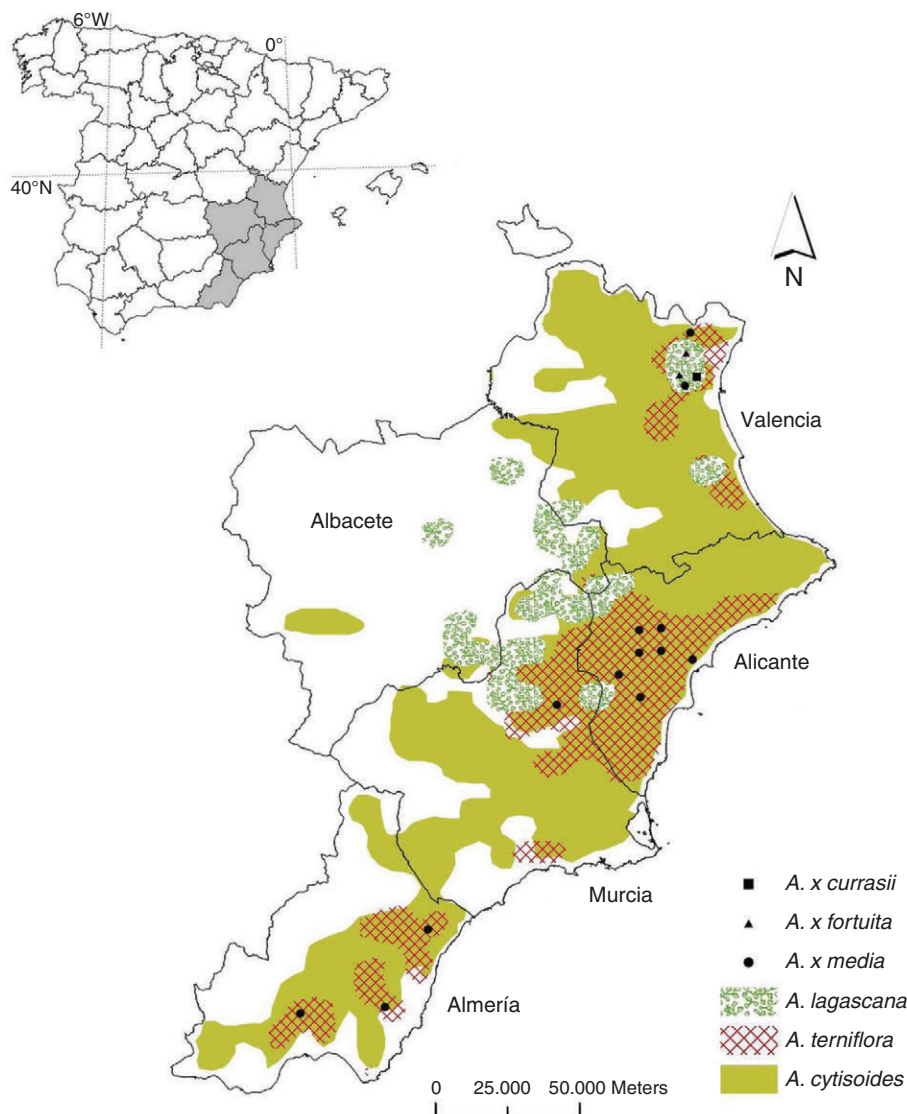 6°W
0°
40°N
N
Valencia
Albacete
Alicante
Murcia
Almería
A. x currasii
A. x fortuita
A. x media
A. lagascana
A. terniflora
A. cytisoides
0 25.000 50.000 Meters